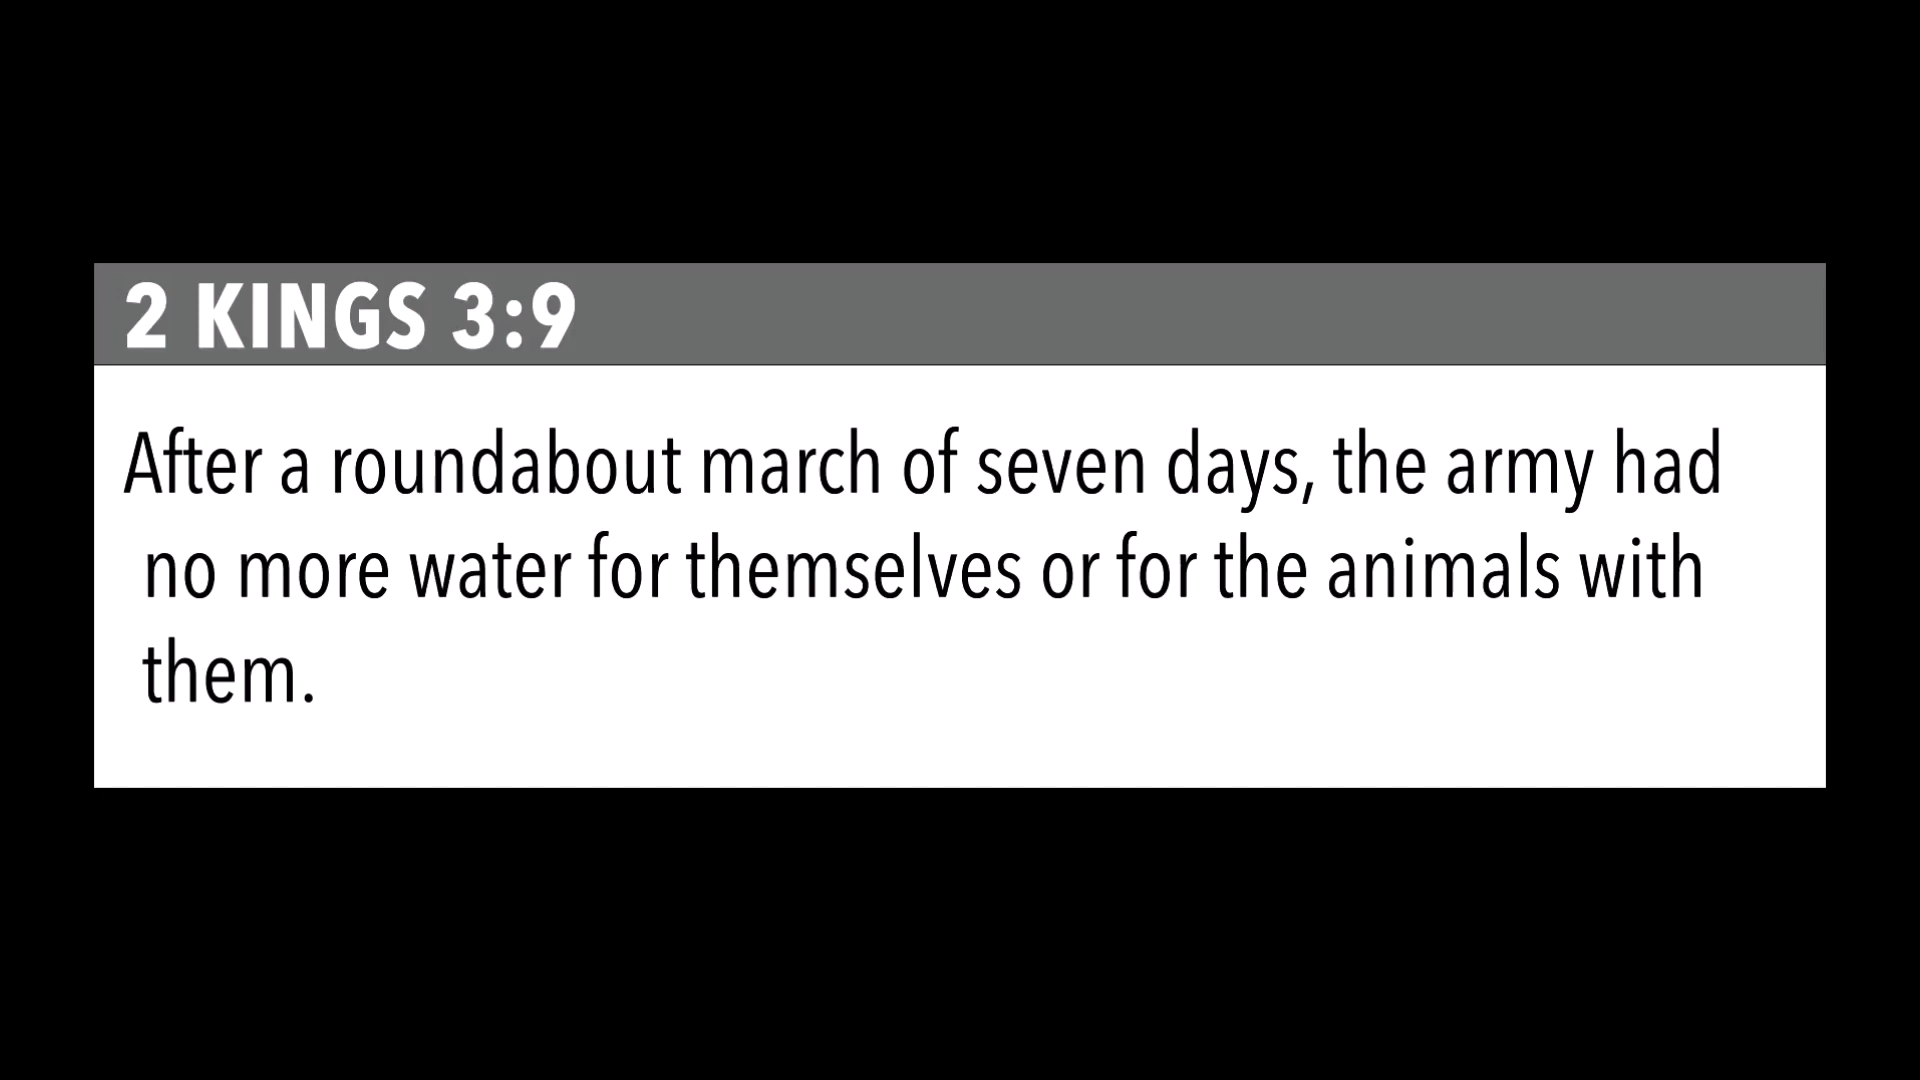 2 KINGS 3:9
After a roundabout march of seven days, the army had
no more water for themselves or for the animals with
them.